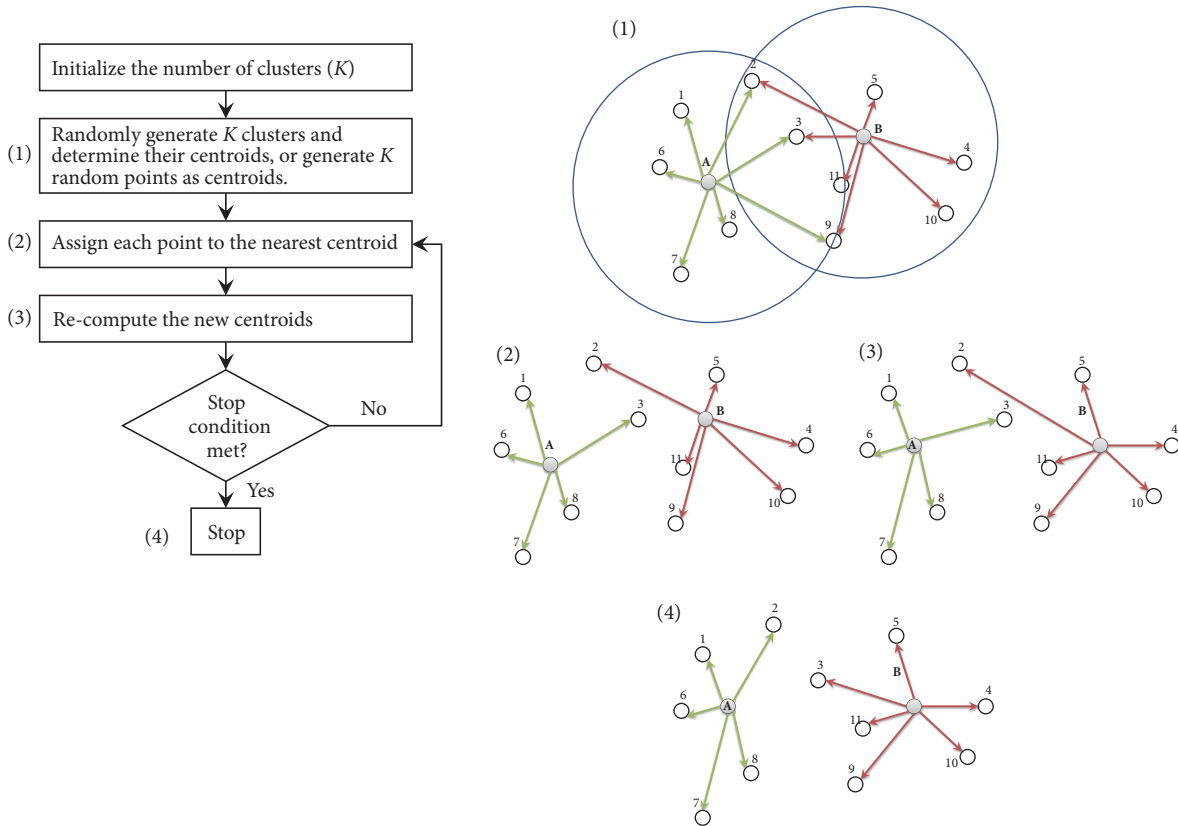 Initialize the number of clusters (K)
(1)
Randomly generate K clusters and
determine their centroids, or generate K
random points as centroids.
(2)
Assign each point to the nearest centroid
(3)
Re-compute the new centroids
Stop
condition
met?
No
Yes
(4)
Stop
(1)
2
5
1
3
B
4
6
A
11
10
8
9
7
(2)
2
5
1
3
B
4
6
A
11
10
8
9
7
(3)
2
5
1
3
B
4
6
A
11
10
8
9
7
(4)
2
5
1
B
3
4
6
A
11
10
8
9
7